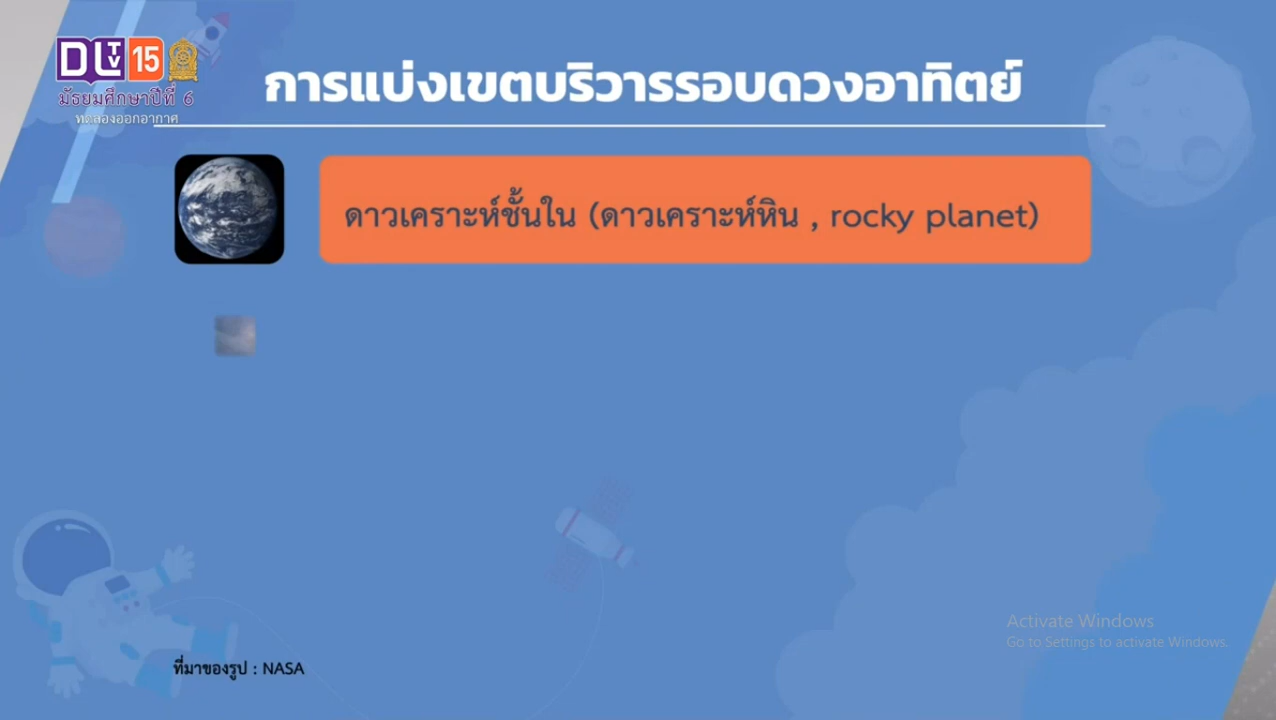 DLTV 15
มัธยมศึกษาปีที่ 6
ทดลองออกอากาศ
การแบ่งเขตบริวารรอบดวงอาทิตย์
ดาวเคราะห์ชั้นใน (ดาวเคราะห์หิน , rocky planet)
Activate Windows
Go to Settings to activate Windows.
ที่มาของรูป : NASA